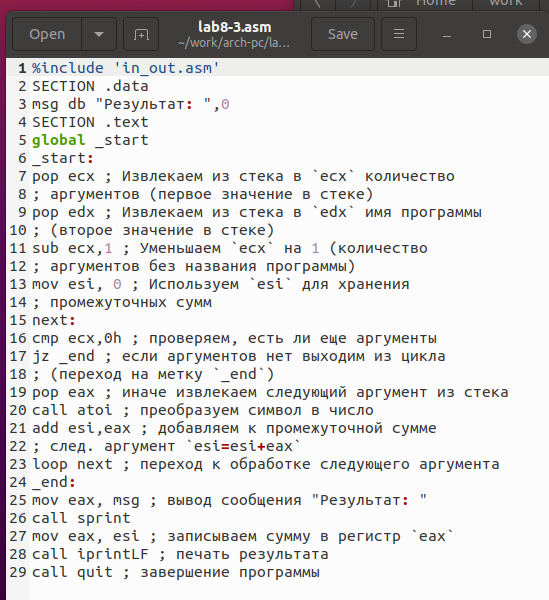 Home work
Open lab8-3.asm Save
~/work/arch-pc/la...
1 %include 'in_out.asm'
2 SECTION .data
3 msg db "Результат: ",0
4 SECTION .text
5 global _start
6 _start:
7 pop ecx ; Извлекаем из стека в `ecx` количество
8 ; аргументов (первое значение в стеке)
9 pop edx ; Извлекаем из стека в `edx` имя программы
10 ; (второе значение в стеке)
11 sub ecx,1 ; Уменьшаем `ecx` на 1 (количество
12 ; аргументов без названия программы)
13 mov esi, 0 ; Используем `esi` для хранения
14 ; промежуточных сумм
15 next:
16 cmp ecx,0h ; проверяем, есть ли еще аргументы
17 jz _end ; если аргументов нет выходим из цикла
18 ; (переход на метку `_end`)
19 pop eax ; иначе извлекаем следующий аргумент из стека
20 call atoi ; преобразуем символ в число
21 add esi,eax ; добавляем к промежуточной сумме
22 ; след. аргумент `esi=esi+eax`
23 loop next ; переход к обработке следующего аргумента
24 _end:
25 mov eax, msg ; вывод сообщения "Результат: "
26 call sprint
27 mov eax, esi ; записываем сумму в регистр `eax`
28 call iprintLF ; печать результата
29 call quit ; завершение программы